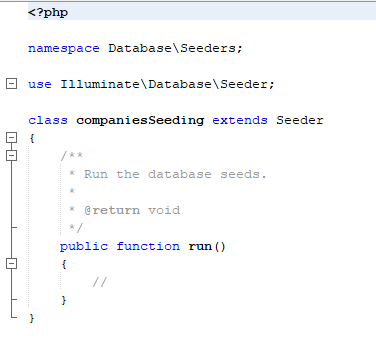 <?php
namespace Database\Seeders;
use Illuminate\Database\Seeder;
class companiesSeeding extends Seeder
{
/**
* Run the database seeds.
*
* @return void
*/
public function run()
{
//
}
}